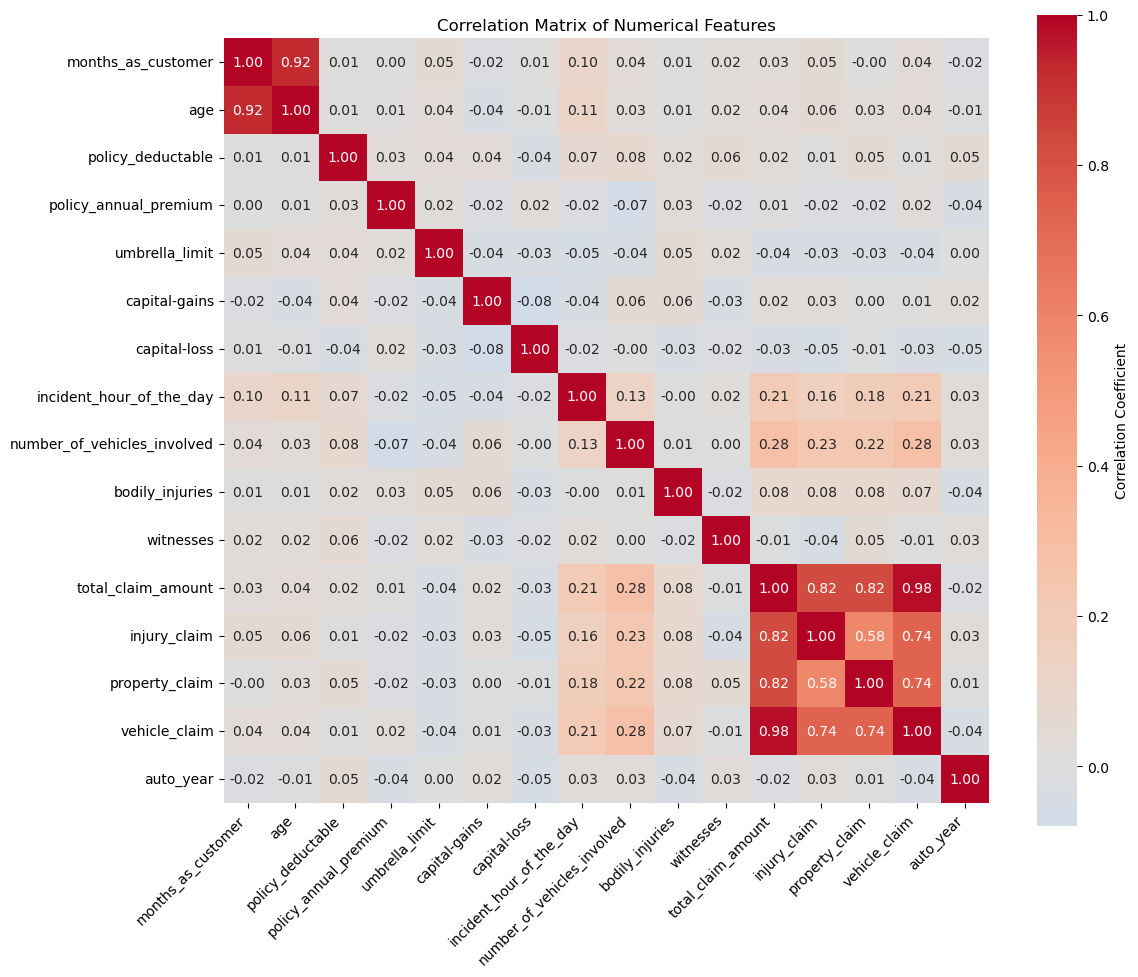 Correlation Matrix of Numerical Features
months_as_customer 1.00 0.92 0.01 0.00 0.05 -0.02 0.01 0.10 0.04 0.01 0.02 0.03 0.05 -0.00 0.04 -0.02
age 0.92 1.00 0.01 0.01 0.04 -0.04 -0.01 0.11 0.03 0.01 0.02 0.04 0.06 0.03 0.04 -0.01
policy_deductable 0.01 0.01 1.00 0.03 0.04 0.04 -0.04 0.07 0.08 0.02 0.06 0.02 0.01 0.05 0.01 0.05
policy_annual_premium 0.00 0.01 0.03 1.00 0.02 -0.02 0.02 -0.02 -0.07 0.03 -0.02 0.01 -0.02 -0.02 0.02 -0.04
umbrella_limit 0.05 0.04 0.04 0.02 1.00 -0.04 -0.03 -0.05 -0.04 0.05 0.02 -0.04 -0.03 -0.03 -0.04 0.00
capital-gains -0.02 -0.04 0.04 -0.02 -0.04 1.00 -0.08 -0.04 0.06 0.06 -0.03 0.02 0.03 0.00 0.01 0.02
capital-loss 0.01 -0.01 -0.04 0.02 -0.03 -0.08 1.00 -0.02 -0.00 -0.03 -0.02 -0.03 -0.05 -0.01 -0.03 -0.05
incident_hour_of_the_day 0.10 0.11 0.07 -0.02 -0.05 -0.04 -0.02 1.00 0.13 -0.00 0.02 0.21 0.16 0.18 0.21 0.03
number_of_vehicles_involved 0.04 0.03 0.08 -0.07 -0.04 0.06 -0.00 0.13 1.00 0.01 0.00 0.28 0.23 0.22 0.28 0.03
bodily_injuries 0.01 0.01 0.02 0.03 0.05 0.06 -0.03 -0.00 0.01 1.00 -0.02 0.08 0.08 0.08 0.07 -0.04
witnesses 0.02 0.02 0.06 -0.02 0.02 -0.03 -0.02 0.02 0.00 -0.02 1.00 -0.01 -0.04 0.05 -0.01 0.03
total_claim_amount 0.03 0.04 0.02 0.01 -0.04 0.02 -0.03 0.21 0.28 0.08 -0.01 1.00 0.82 0.82 0.98 -0.02
injury_claim 0.05 0.06 0.01 -0.02 -0.03 0.03 -0.05 0.16 0.23 0.08 -0.04 0.82 1.00 0.58 0.74 0.03
property_claim -0.00 0.03 0.05 -0.02 -0.03 0.00 -0.01 0.18 0.22 0.08 0.05 0.82 0.58 1.00 0.74 0.01
vehicle_claim 0.04 0.04 0.01 0.02 -0.04 0.01 -0.03 0.21 0.28 0.07 -0.01 0.98 0.74 0.74 1.00 -0.04
auto_year -0.02 -0.01 0.05 -0.04 0.00 0.02 -0.05 0.03 0.03 -0.04 0.03 -0.02 0.03 0.01 -0.04 1.00
months_as_customer
age
policy_deductable
policy_annual_premium
umbrella_limit
capital-gains
capital-loss
incident_hour_of_the_day
number_of_vehicles_involved
bodily_injuries
witnesses
total_claim_amount
injury_claim
property_claim
vehicle_claim
auto_year
1.0
0.8
0.6
0.4
0.2
0.0
Correlation Coefficient